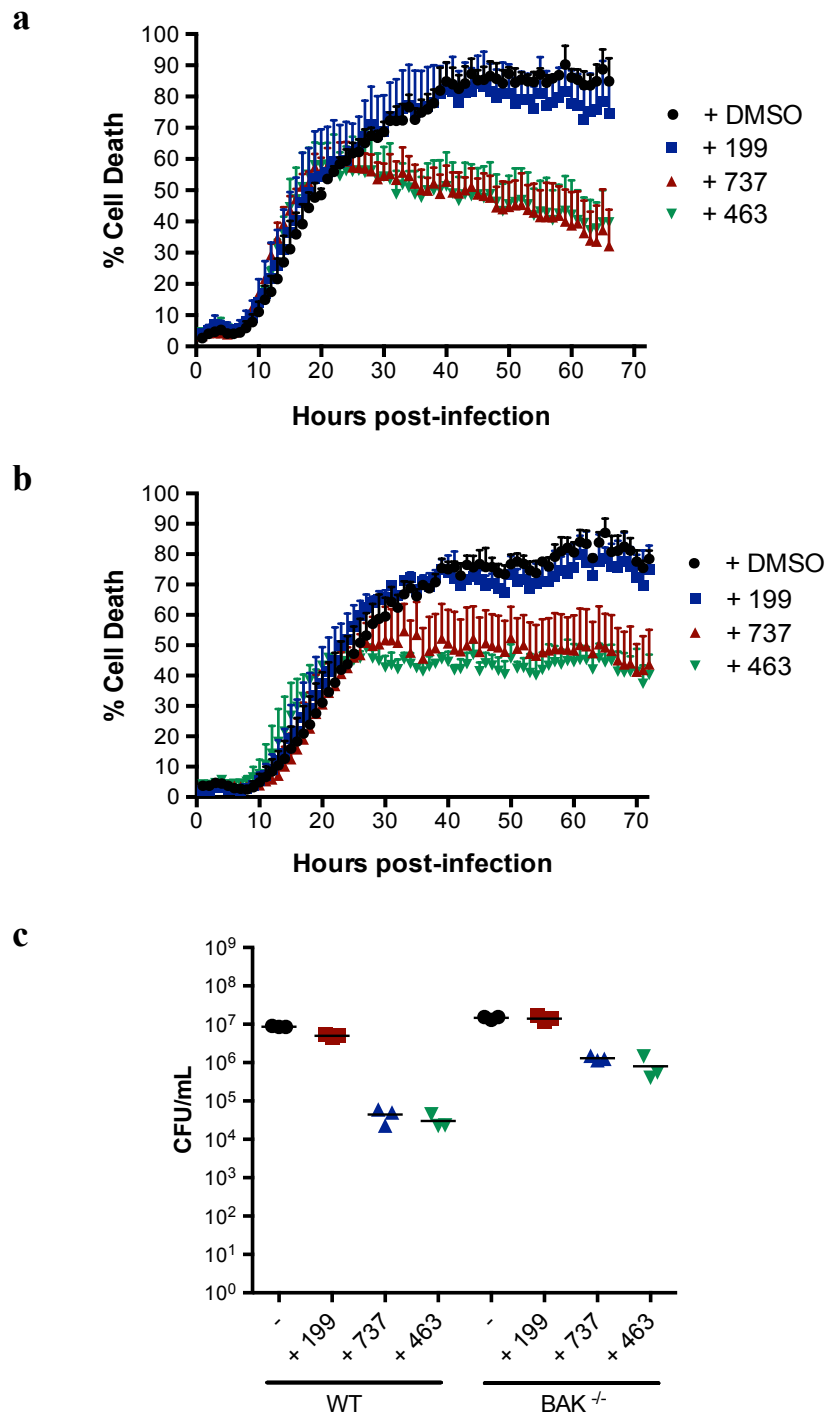 a
100
90
80
70
60
50
40
30
20
10
0
% Cell Death
0 10 20 30 40 50 60 70
Hours post-infection
+ DMSO
+ 199
+ 737
+ 463
b
100
90
80
70
60
50
40
30
20
10
0
% Cell Death
0 10 20 30 40 50 60 70
Hours post-infection
+ DMSO
+ 199
+ 737
+ 463
c
10⁹
10⁸
10⁷
10⁶
10⁵
10⁴
10³
10²
10¹
10⁰
CFU/mL
- + 199 + 737 + 463 - + 199 + 737 + 463
WT BAK -/-